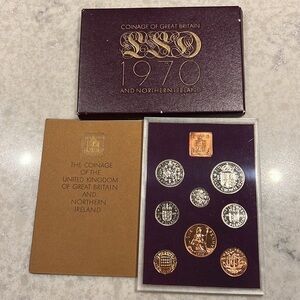 COINAGE OF GREAT BRITAIN
LSD
1970
AND NORTHERN IRELAND
THE COINAGE
OF THE
UNITED KINGDOM
OF GREAT BRITAIN
AND
NORTHERN
IRELAND